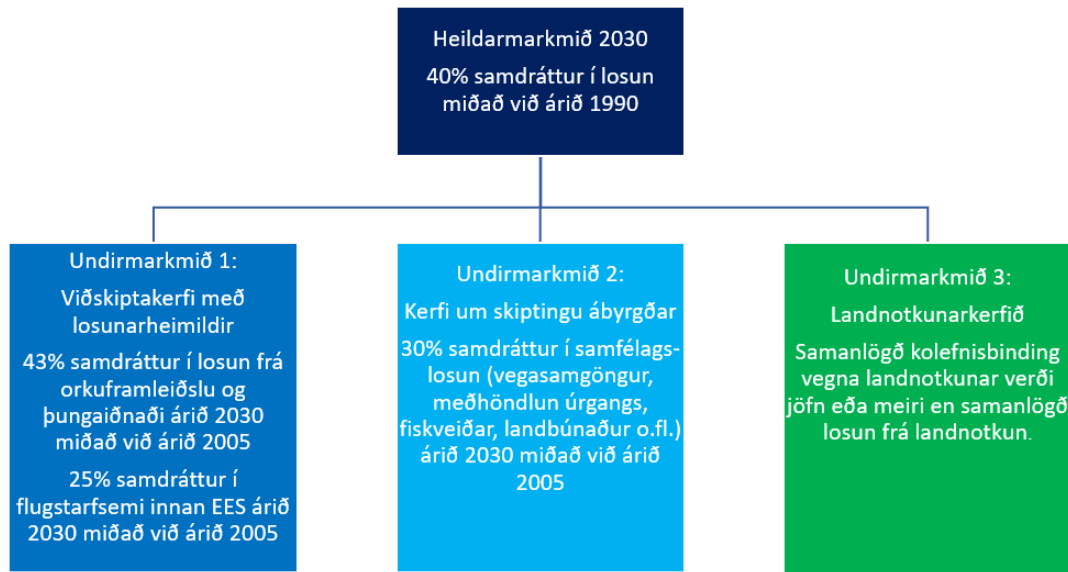 Heildarmarkmið 2030
40% samdráttur í losun
miðað við árið 1990
Undirmarkmið 1:
Viðskiptakerfi með
losunarheimildir
43% samdráttur í losun frá
orkuframleiðslu og
þungaiðnaði árið 2030
miðað við árið 2005
25% samdráttur í
flugstarfsemi innan EES árið
2030 miðað við árið 2005
Undirmarkmið 2:
Kerfi um skiptingu ábyrgðar
30% samdráttur í samfélags-
losun (vegasamgöngur,
meðhöndlun úrgangs,
fiskveiðar, landbúnaður o.fl.)
árið 2030 miðað við árið
2005
Undirmarkmið 3:
Landnotkunarkerfið
Samanlögð kolefnisbinding
vegna landnotkunar verði
jöfn eða meiri en samanlögð
losun frá landnotkun.